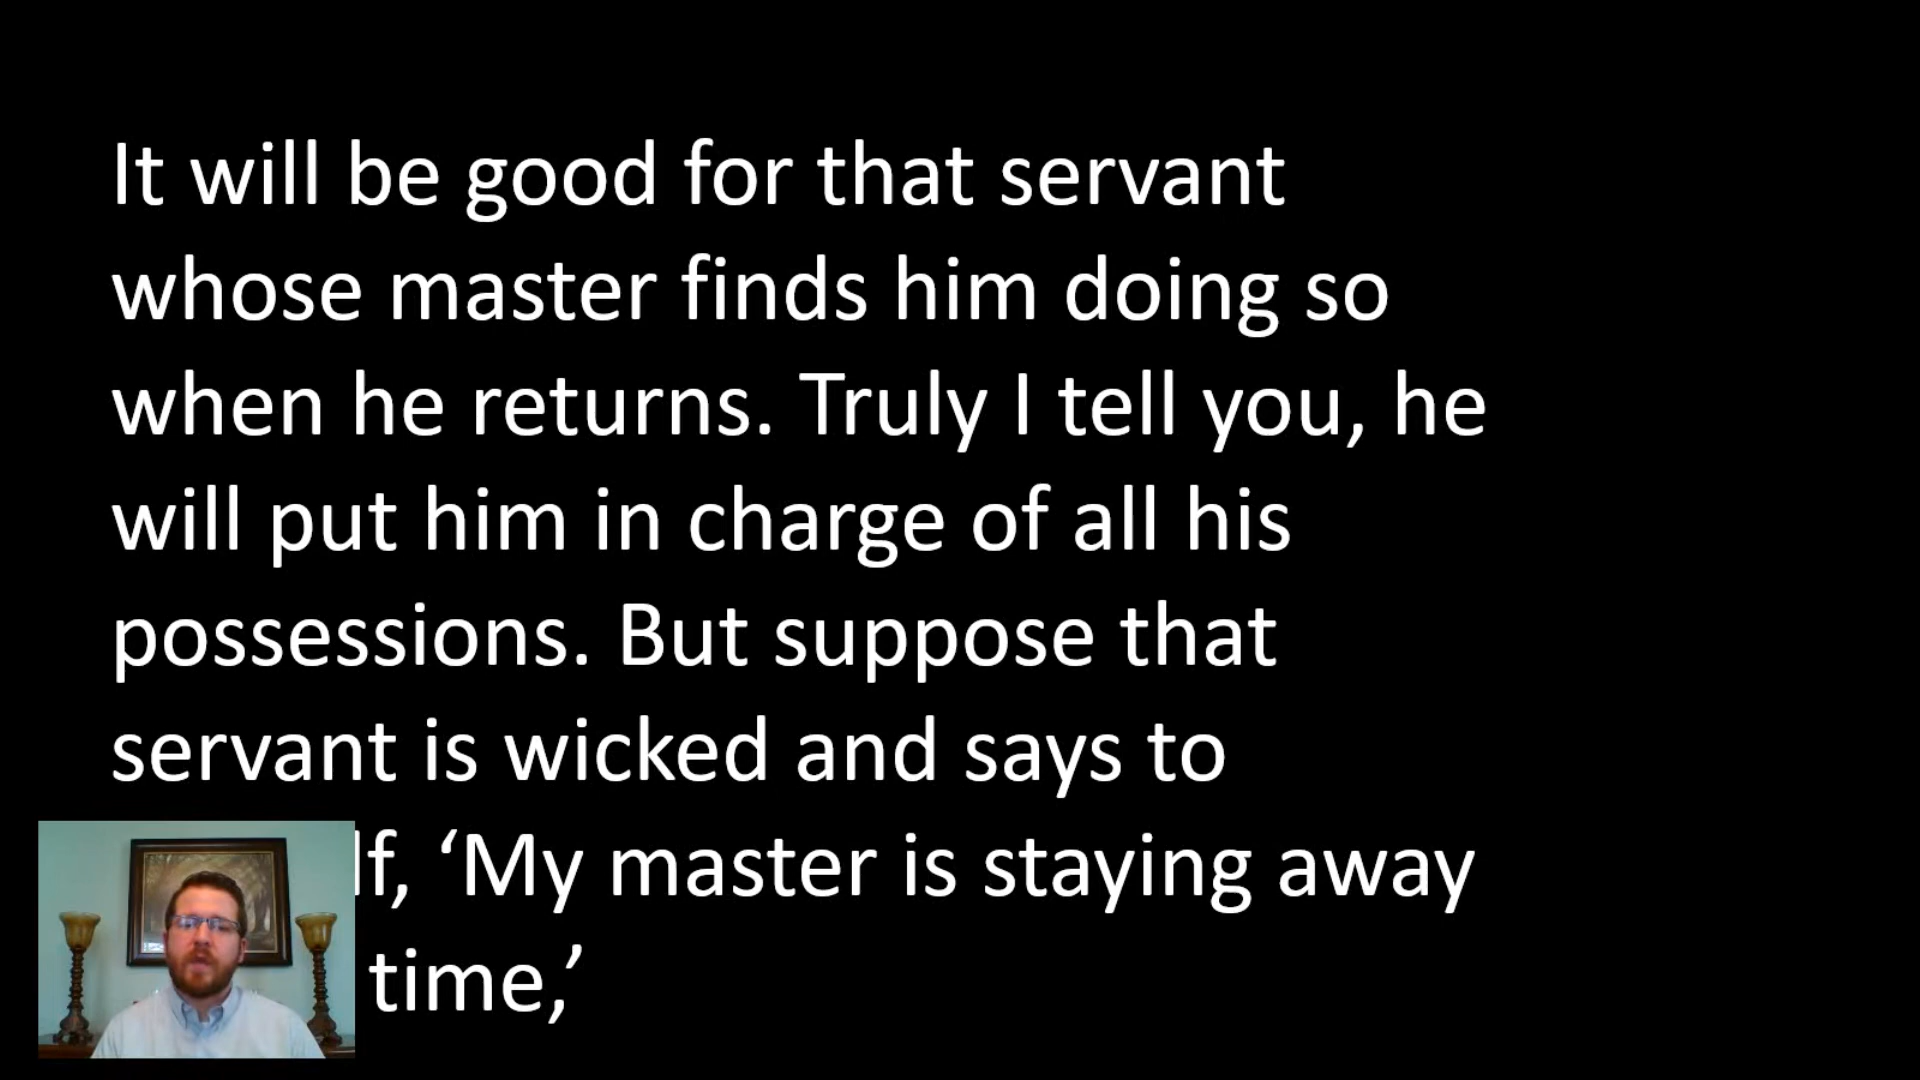 It will be good for that servant
whose master finds him doing so
when he returns. Truly I tell you, he
will put him in charge of all his
possessions. But suppose that
servant is wicked and says to
lf, ‘My master is staying away
time,’